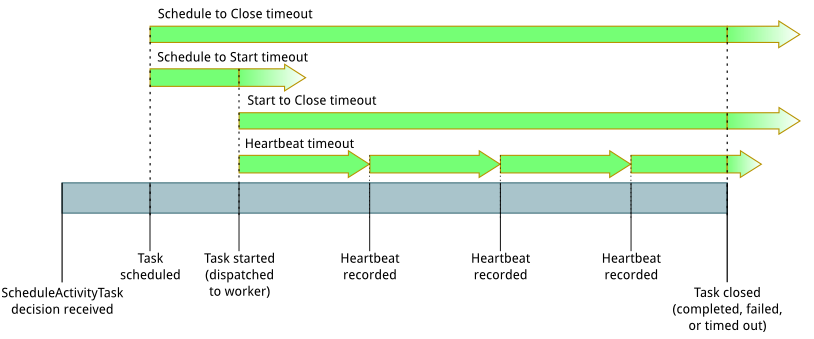 Schedule to Close timeout
Schedule to Start timeout
Start to Close timeout
Heartbeat timeout
Task
scheduled
Task started
(dispatched
to worker)
Heartbeat
recorded
Heartbeat
recorded
Heartbeat
recorded
ScheduleActivityTask
decision received
Task closed
(completed, failed,
or timed out)